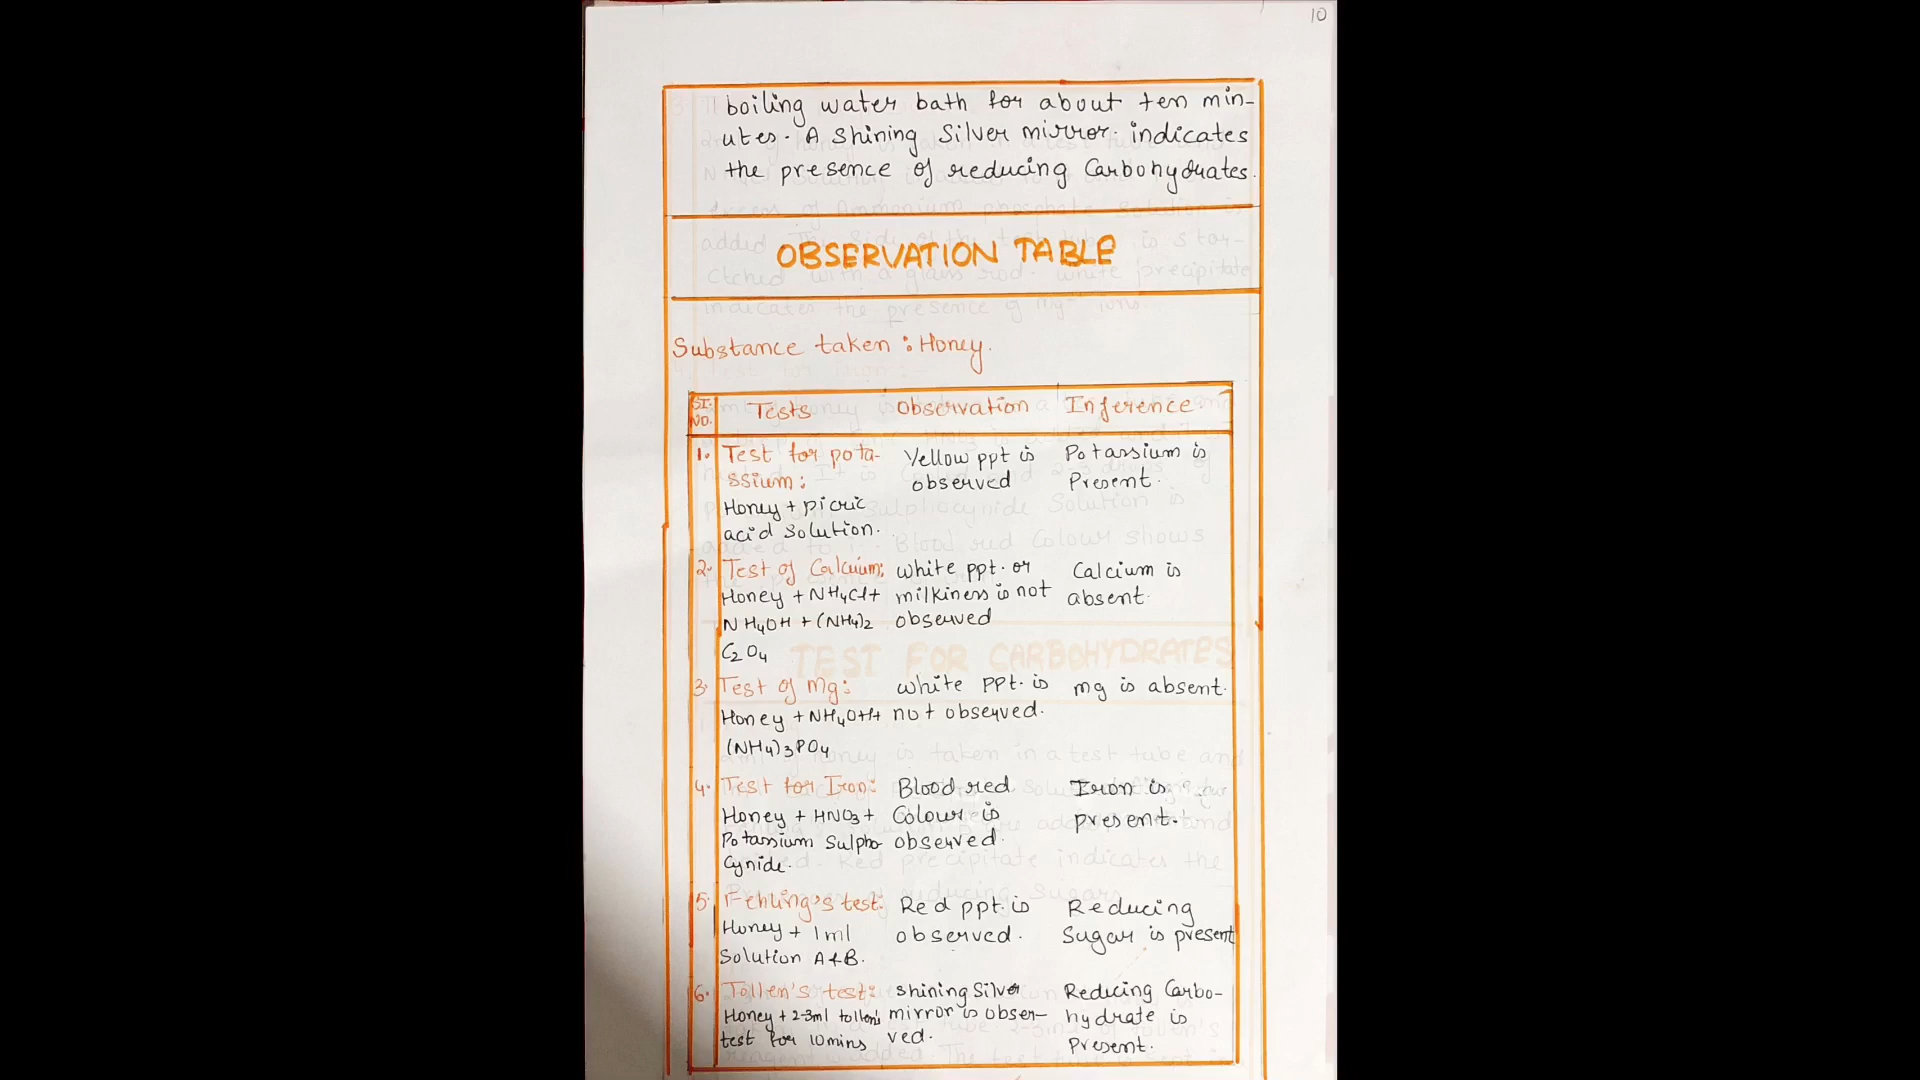 10
boiling water bath for about ten min-
utes. A shining Silver mirror. indicates
the presence of reducing Carbohydrates.
OBSERVATION TABLE
Substance taken : Honey.
SI. NO. Tests Observation Inference
1. Test for pota- Yellow ppt is Potassium is
ssium: observed Present.
Honey + picric
acid solution.
2. Test of Calcium: white ppt. or Calcium is
Honey + NH4Cl + milkiness is not absent.
NH4OH + (NH4)2 observed
C2O4
3. Test of Mg: white ppt. is mg is absent.
Honey + NH4OH + not observed.
(NH4)3PO4
4. Test for Iron: Blood red Iron is
Honey + HNO3 + Colour is present.
Potassium Sulpho- observed.
Cynide.
5. Fehling's test: Red ppt. is Reducing
Honey + 1ml observed. Sugar is present
Solution A & B.
6. Tollen's test: shining Silver Reducing Carbo-
Honey + 2-3ml tollen's mirror is obser- hydrate is
test for 10mins ved. Present.